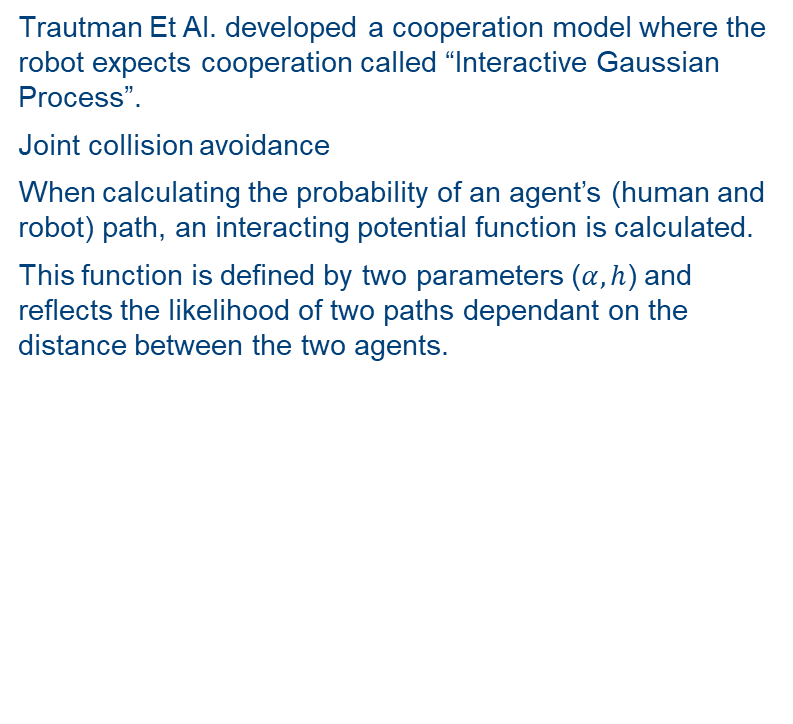 Trautman Et Al. developed a cooperation model where the
robot expects cooperation called “Interactive Gaussian
Process”.
Joint collision avoidance
When calculating the probability of an agent’s (human and
robot) path, an interacting potential function is calculated.
This function is defined by two parameters (𝛼, ℎ) and
reflects the likelihood of two paths dependant on the
distance between the two agents.